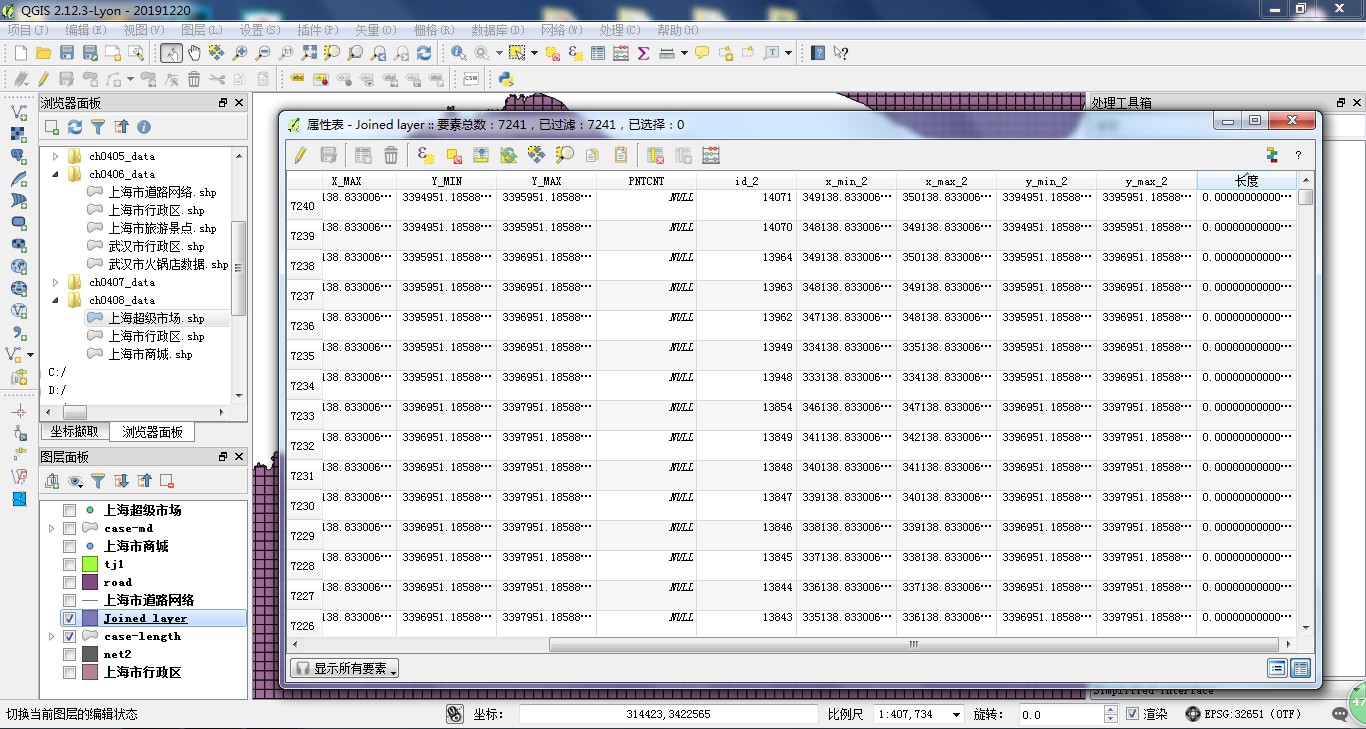 QGIS 2.12.3-Lyon - 20191220
项目(J) 编辑(E) 视图(V) 图层(L) 设置(S) 插件(P) 矢量(O) 栅格(R) 数据库(D) 网络(W) 处理(C) 帮助(H)
浏览器面板
ch0405_data
ch0406_data
上海市道路网络.shp
上海市行政区.shp
上海市旅游景点.shp
武汉市行政区.shp
武汉市火锅店数据.shp
ch0407_data
ch0408_data
上海超级市场.shp
上海市行政区.shp
上海市商城.shp
C:/
D:/
坐标撷取 浏览器面板
图层面板
上海超级市场
case-md
上海市商城
tj1
road
上海市道路网络
Joined layer
case-length
net2
上海市行政区
处理工具箱
属性表 - Joined layer :: 要素总数：7241，已过滤：7241，已选择：0
X_MAX Y_MIN Y_MAX PNTCNT id_2 x_min_2 x_max_2 y_min_2 y_max_2 长度
7240 138.833006… 3394951.18588… 3395951.18588… NULL 14071 349138.833006… 350138.833006… 3394951.18588… 3395951.18588… 0.00000000000…
7239 138.833006… 3394951.18588… 3395951.18588… NULL 14070 348138.833006… 349138.833006… 3394951.18588… 3395951.18588… 0.00000000000…
7238 138.833006… 3395951.18588… 3396951.18588… NULL 13964 349138.833006… 350138.833006… 3395951.18588… 3396951.18588… 0.00000000000…
7237 138.833006… 3395951.18588… 3396951.18588… NULL 13963 348138.833006… 349138.833006… 3395951.18588… 3396951.18588… 0.00000000000…
7236 138.833006… 3395951.18588… 3396951.18588… NULL 13962 347138.833006… 348138.833006… 3395951.18588… 3396951.18588… 0.00000000000…
7235 138.833006… 3395951.18588… 3396951.18588… NULL 13949 334138.833006… 335138.833006… 3395951.18588… 3396951.18588… 0.00000000000…
7234 138.833006… 3395951.18588… 3396951.18588… NULL 13948 333138.833006… 334138.833006… 3395951.18588… 3396951.18588… 0.00000000000…
7233 138.833006… 3396951.18588… 3397951.18588… NULL 13854 346138.833006… 347138.833006… 3396951.18588… 3397951.18588… 0.00000000000…
7232 138.833006… 3396951.18588… 3397951.18588… NULL 13849 341138.833006… 342138.833006… 3396951.18588… 3397951.18588… 0.00000000000…
7231 138.833006… 3396951.18588… 3397951.18588… NULL 13848 340138.833006… 341138.833006… 3396951.18588… 3397951.18588… 0.00000000000…
7230 138.833006… 3396951.18588… 3397951.18588… NULL 13847 339138.833006… 340138.833006… 3396951.18588… 3397951.18588… 0.00000000000…
7229 138.833006… 3396951.18588… 3397951.18588… NULL 13846 338138.833006… 339138.833006… 3396951.18588… 3397951.18588… 0.00000000000…
7228 138.833006… 3396951.18588… 3397951.18588… NULL 13845 337138.833006… 338138.833006… 3396951.18588… 3397951.18588… 0.00000000000…
7227 138.833006… 3396951.18588… 3397951.18588… NULL 13844 336138.833006… 337138.833006… 3396951.18588… 3397951.18588… 0.00000000000…
7226 138.833006… 3396951.18588… 3397951.18588… NULL 13843 335138.833006… 336138.833006… 3396951.18588… 3397951.18588… 0.00000000000…
显示所有要素
Simplified interface
切换当前图层的编辑状态 坐标： 314423,3422565 比例尺 1:407,734 旋转： 0.0 渲染 EPSG:32651 (OTF) 47